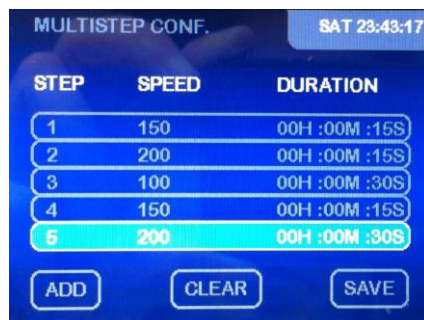 MULTISTEP CONF. SAT 23:43:17
STEP SPEED DURATION
1 150 00H :00M :15S
2 200 00H :00M :15S
3 100 00H :00M :30S
4 150 00H :00M :15S
5 200 00H :00M :30S
ADD CLEAR SAVE